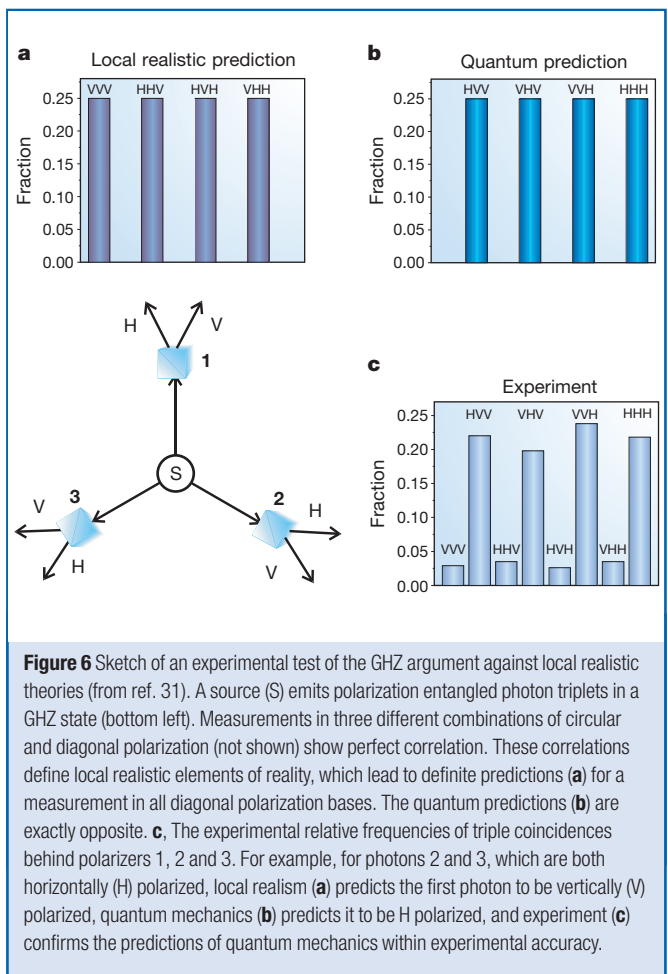 a
Local realistic prediction
VVV HHV HVH VHH
Fraction
0.25
0.20
0.15
0.10
0.05
0.00
b
Quantum prediction
HVV VHV VVH HHH
Fraction
0.25
0.20
0.15
0.10
0.05
0.00
H V
1
S
3
V
H
2
H
V
c
Experiment
HVV VHV VVH HHH
VVV HHV HVH VHH
Fraction
0.25
0.20
0.15
0.10
0.05
0.00
Figure 6 Sketch of an experimental test of the GHZ argument against local realistic
theories (from ref. 31). A source (S) emits polarization entangled photon triplets in a
GHZ state (bottom left). Measurements in three different combinations of circular
and diagonal polarization (not shown) show perfect correlation. These correlations
define local realistic elements of reality, which lead to definite predictions (a) for a
measurement in all diagonal polarization bases. The quantum predictions (b) are
exactly opposite. c, The experimental relative frequencies of triple coincidences
behind polarizers 1, 2 and 3. For example, for photons 2 and 3, which are both
horizontally (H) polarized, local realism (a) predicts the first photon to be vertically (V)
polarized, quantum mechanics (b) predicts it to be H polarized, and experiment (c)
confirms the predictions of quantum mechanics within experimental accuracy.